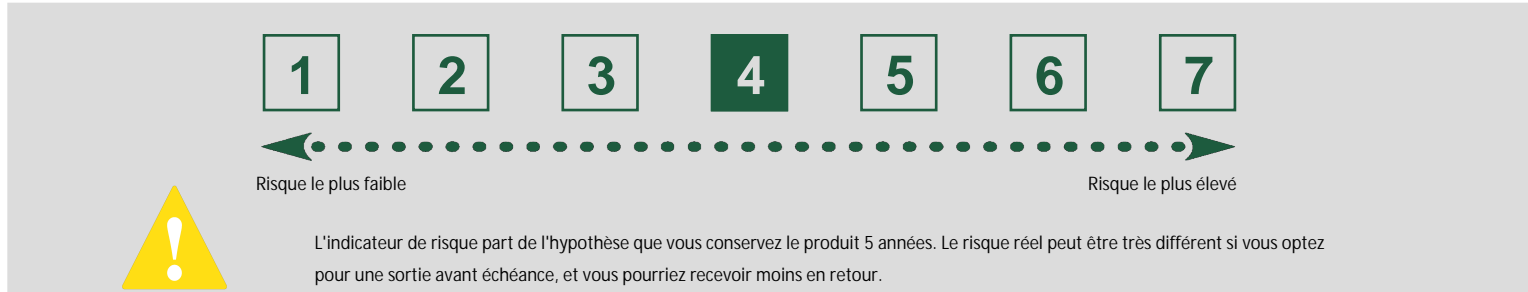 1 2 3 4 5 6 7
Risque le plus faible Risque le plus élevé
!
L'indicateur de risque part de l'hypothèse que vous conservez le produit 5 années. Le risque réel peut être très différent si vous optez
pour une sortie avant échéance, et vous pourriez recevoir moins en retour.